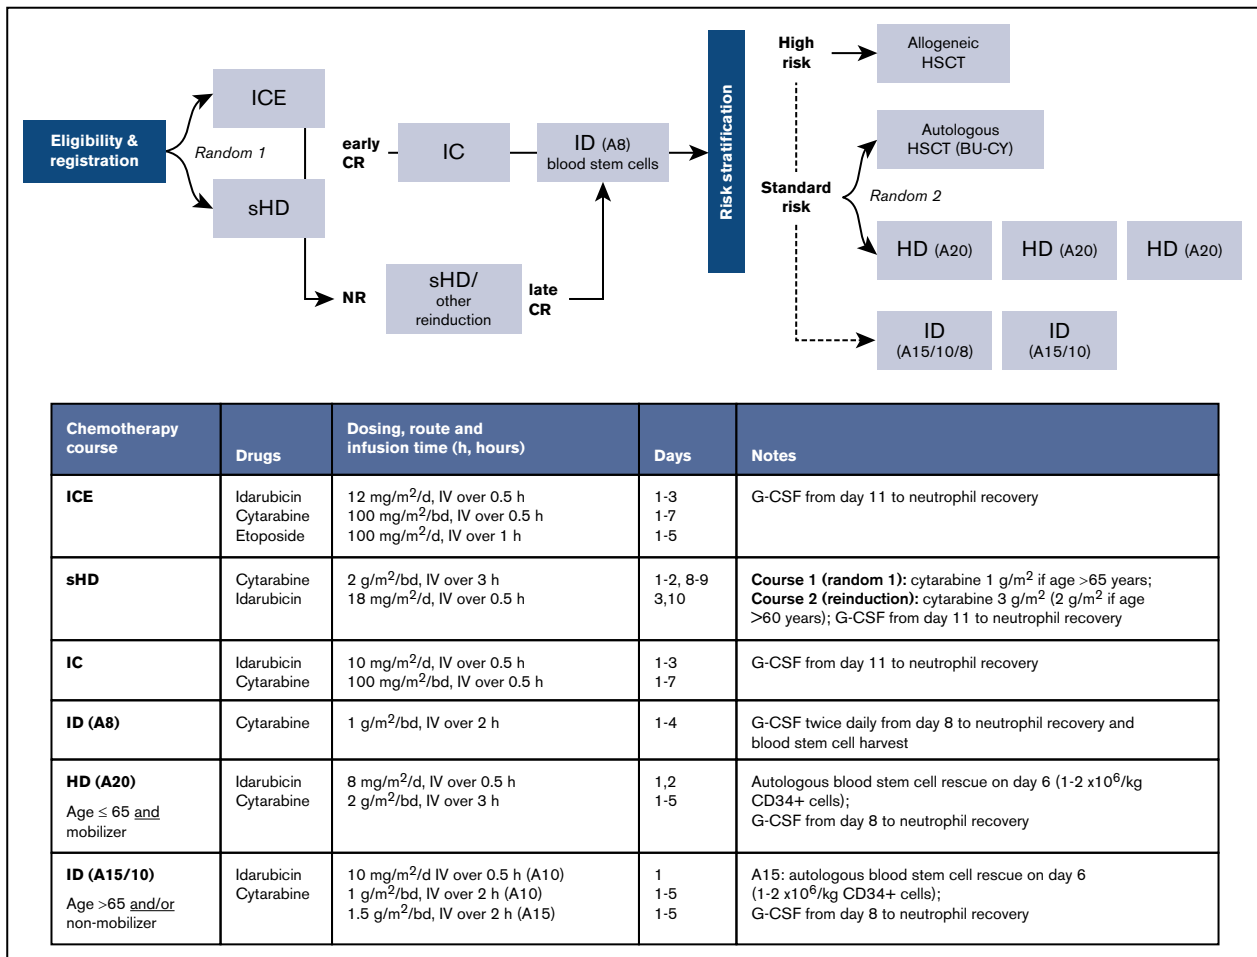 Eligibility &
registration
Random 1
ICE
sHD
early
CR
NR
IC
sHD/
other
reinduction
late
CR
ID (A8)
blood stem cells
Risk stratification
High
risk
Standard
risk
Allogeneic
HSCT
Autologous
HSCT (BU-CY)
Random 2
HD (A20)
HD (A20)
HD (A20)
ID
(A15/10/8)
ID
(A15/10)
Chemotherapy
course
Drugs
Dosing, route and
infusion time (h, hours)
Days
Notes
ICE
Idarubicin
Cytarabine
Etoposide
12 mg/m²/d, IV over 0.5 h
100 mg/m²/bd, IV over 0.5 h
100 mg/m²/d, IV over 1 h
1-3
1-7
1-5
G-CSF from day 11 to neutrophil recovery
sHD
Cytarabine
Idarubicin
2 g/m²/bd, IV over 3 h
18 mg/m²/d, IV over 0.5 h
1-2, 8-9
3,10
Course 1 (random 1): cytarabine 1 g/m² if age >65 years;
Course 2 (reinduction): cytarabine 3 g/m² (2 g/m² if age
>60 years); G-CSF from day 11 to neutrophil recovery
IC
Idarubicin
Cytarabine
10 mg/m²/d, IV over 0.5 h
100 mg/m²/bd, IV over 0.5 h
1-3
1-7
G-CSF from day 11 to neutrophil recovery
ID (A8)
Cytarabine
1 g/m²/bd, IV over 2 h
1-4
G-CSF twice daily from day 8 to neutrophil recovery and
blood stem cell harvest
HD (A20)
Age ≤ 65 and
mobilizer
Idarubicin
Cytarabine
8 mg/m²/d, IV over 0.5 h
2 g/m²/bd, IV over 3 h
1,2
1-5
Autologous blood stem cell rescue on day 6 (1-2 x10⁶/kg
CD34+ cells);
G-CSF from day 8 to neutrophil recovery
ID (A15/10)
Age >65 and/or
non-mobilizer
Idarubicin
Cytarabine
10 mg/m²/d IV over 0.5 h (A10)
1 g/m²/bd, IV over 2 h (A10)
1.5 g/m²/bd, IV over 2 h (A15)
1
1-5
1-5
A15: autologous blood stem cell rescue on day 6
(1-2 x10⁶/kg CD34+ cells);
G-CSF from day 8 to neutrophil recovery